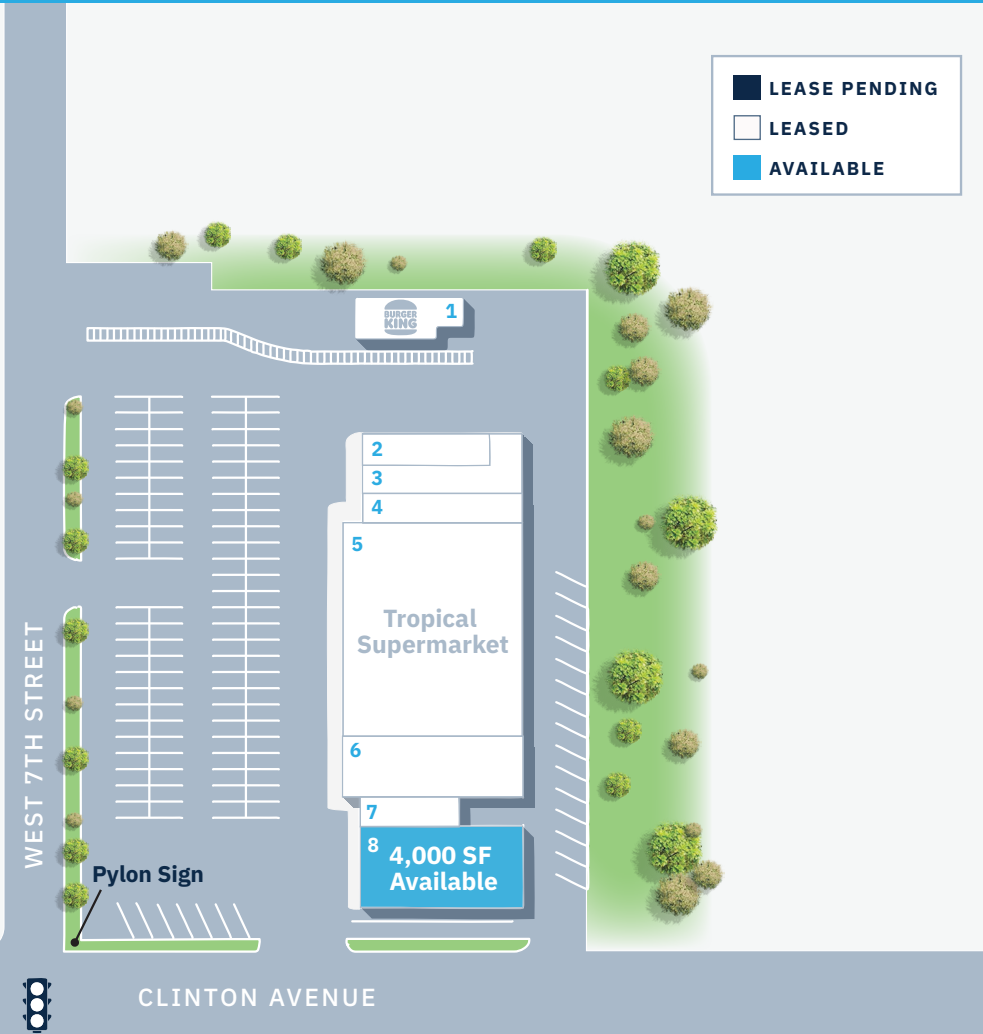 LEASE PENDING
LEASED
AVAILABLE
BURGER
KING
1
2
3
4
5
Tropical
Supermarket
6
7
8
4,000 SF
Available
WEST 7TH STREET
Pylon Sign
CLINTON AVENUE